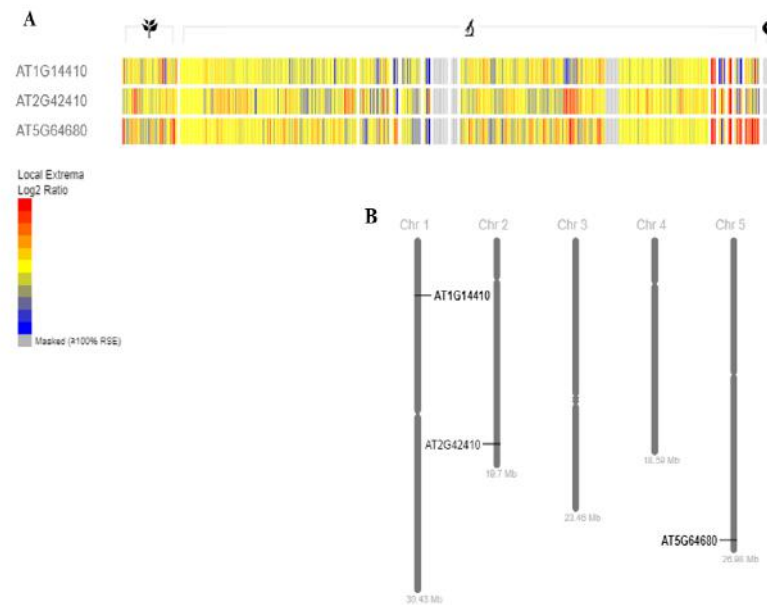 A
AT1G14410
AT2G42410
AT5G64680
Local Extrema
Log2 Ratio
Masked (≥100% RSE)
B
Chr 1
Chr 2
Chr 3
Chr 4
Chr 5
AT1G14410
AT2G42410
AT5G64680
19.7 Mb
18.59 Mb
23.46 Mb
26.98 Mb
30.43 Mb